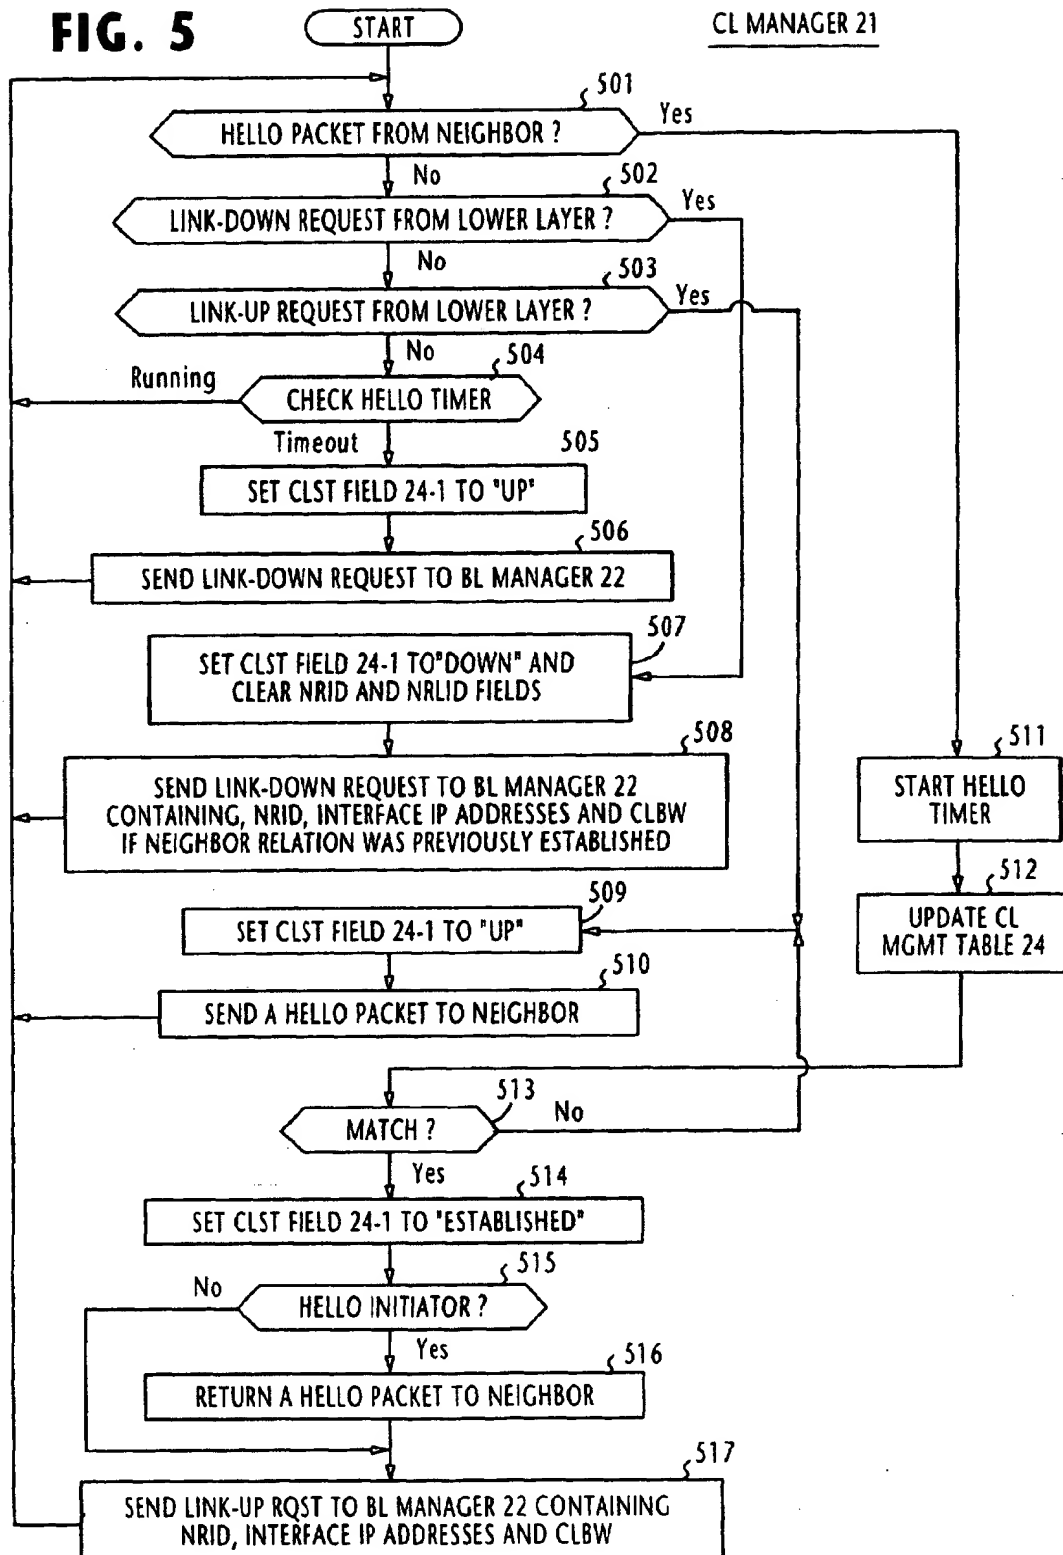 FIG. 5
START
CL MANAGER 21
501
HELLO PACKET FROM NEIGHBOR ?
Yes
No
502
LINK-DOWN REQUEST FROM LOWER LAYER ?
Yes
No
503
LINK-UP REQUEST FROM LOWER LAYER ?
Yes
No
504
Running
CHECK HELLO TIMER
Timeout
505
SET CLST FIELD 24-1 TO "UP"
506
SEND LINK-DOWN REQUEST TO BL MANAGER 22
507
SET CLST FIELD 24-1 TO"DOWN" AND
CLEAR NRID AND NRLID FIELDS
508
SEND LINK-DOWN REQUEST TO BL MANAGER 22
CONTAINING, NRID, INTERFACE IP ADDRESSES AND CLBW
IF NEIGHBOR RELATION WAS PREVIOUSLY ESTABLISHED
511
START HELLO
TIMER
512
UPDATE CL
MGMT TABLE 24
509
SET CLST FIELD 24-1 TO "UP"
510
SEND A HELLO PACKET TO NEIGHBOR
513
MATCH ?
No
Yes
514
SET CLST FIELD 24-1 TO "ESTABLISHED"
515
No
HELLO INITIATOR ?
Yes
516
RETURN A HELLO PACKET TO NEIGHBOR
517
SEND LINK-UP RQST TO BL MANAGER 22 CONTAINING
NRID, INTERFACE IP ADDRESSES AND CLBW